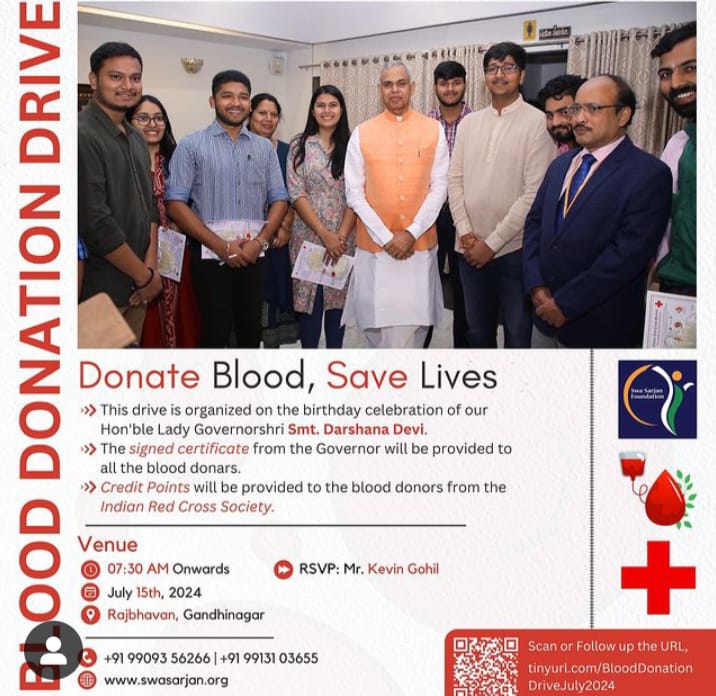 BLOOD DONATION DRIVE
Donate Blood, Save Lives
This drive is organized on the birthday celebration of our
Hon'ble Lady Governorshri Smt. Darshana Devi.
The signed certificate from the Governor will be provided to
all the blood donars.
Credit Points will be provided to the blood donors from the
Indian Red Cross Society.
Swa Sarjan
Foundation
Venue
07:30 AM Onwards
RSVP: Mr. Kevin Gohil
July 15th, 2024
Rajbhavan, Gandhinagar
+91 99093 56266 | +91 99131 03655
www.swasarjan.org
Scan or Follow up the URL,
tinyurl.com/BloodDonation
DriveJuly2024